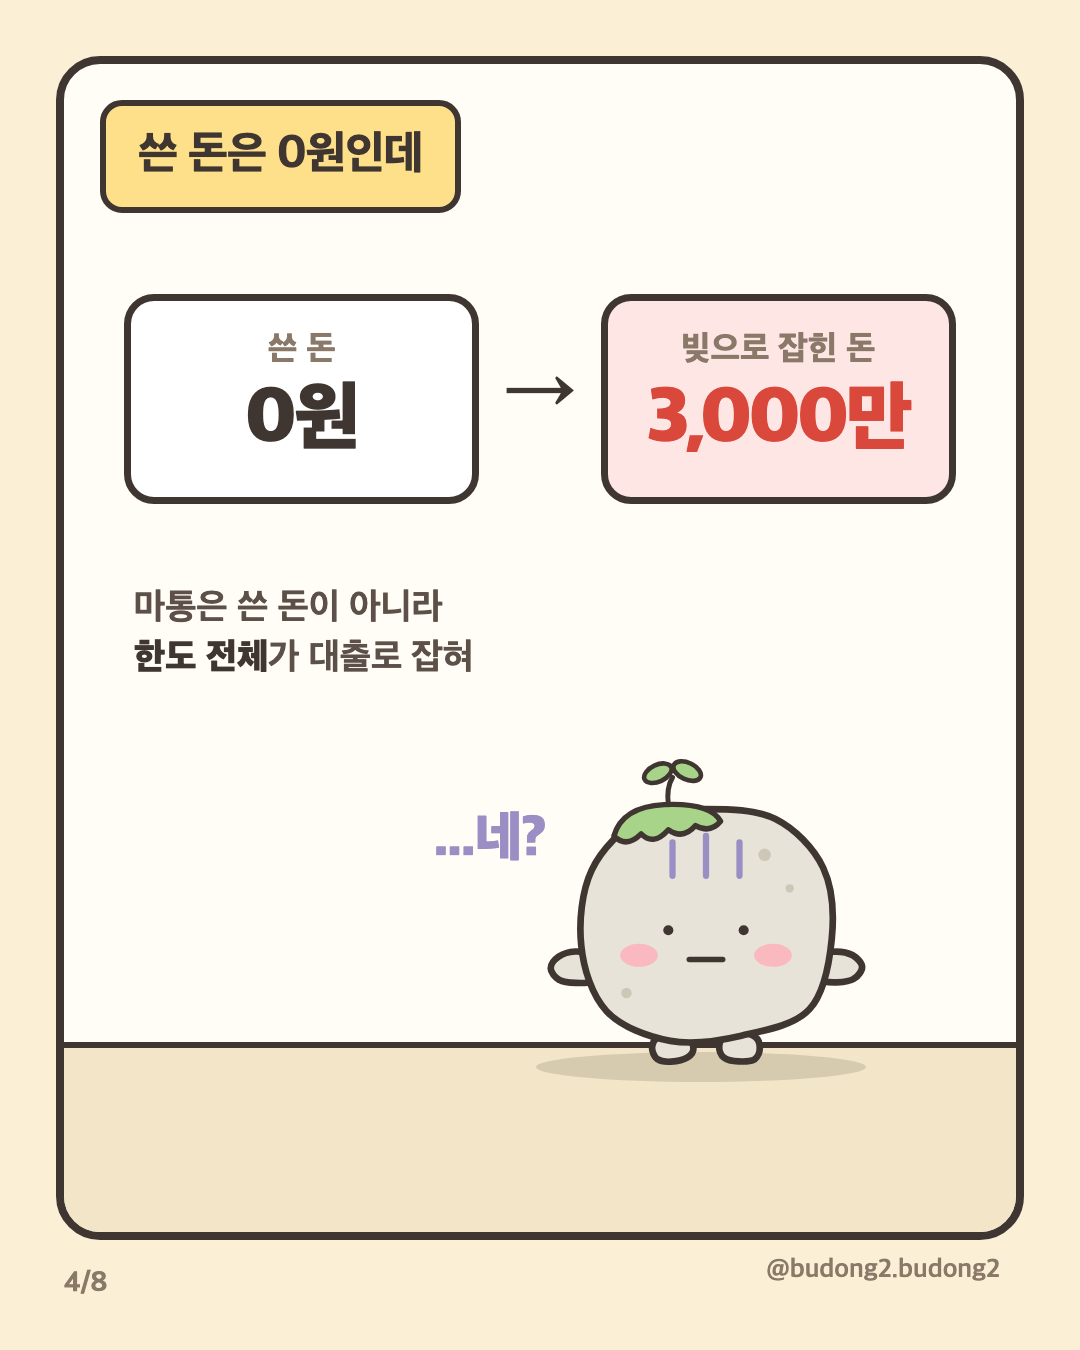 쓴 돈은 0원인데
쓴 돈
0원
→
빚으로 잡힌 돈
3,000만
마통은 쓴 돈이 아니라
한도 전체가 대출로 잡혀
...네?
4/8
@budong2.budong2